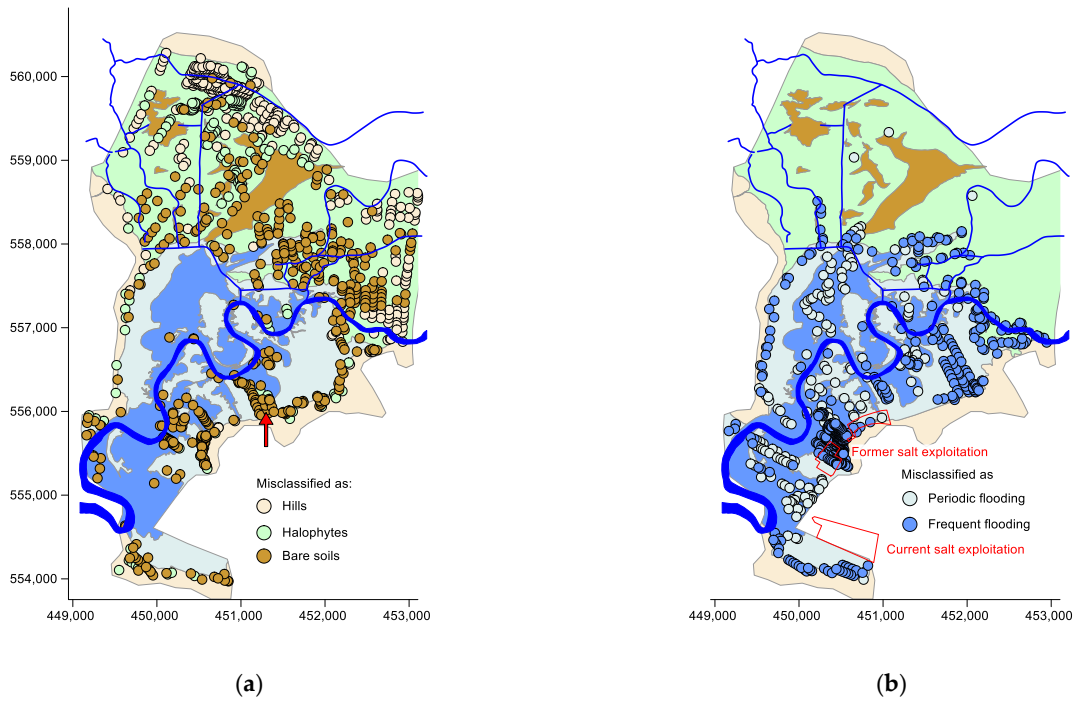 560,000
559,000
558,000
557,000
556,000
555,000
554,000
449,000 450,000 451,000 452,000 453,000
Misclassified as:
Hills
Halophytes
Bare soils
(a)
Former salt exploitation
Misclassified as
Periodic flooding
Frequent flooding
Current salt exploitation
449,000 450,000 451,000 452,000 453,000
(b)